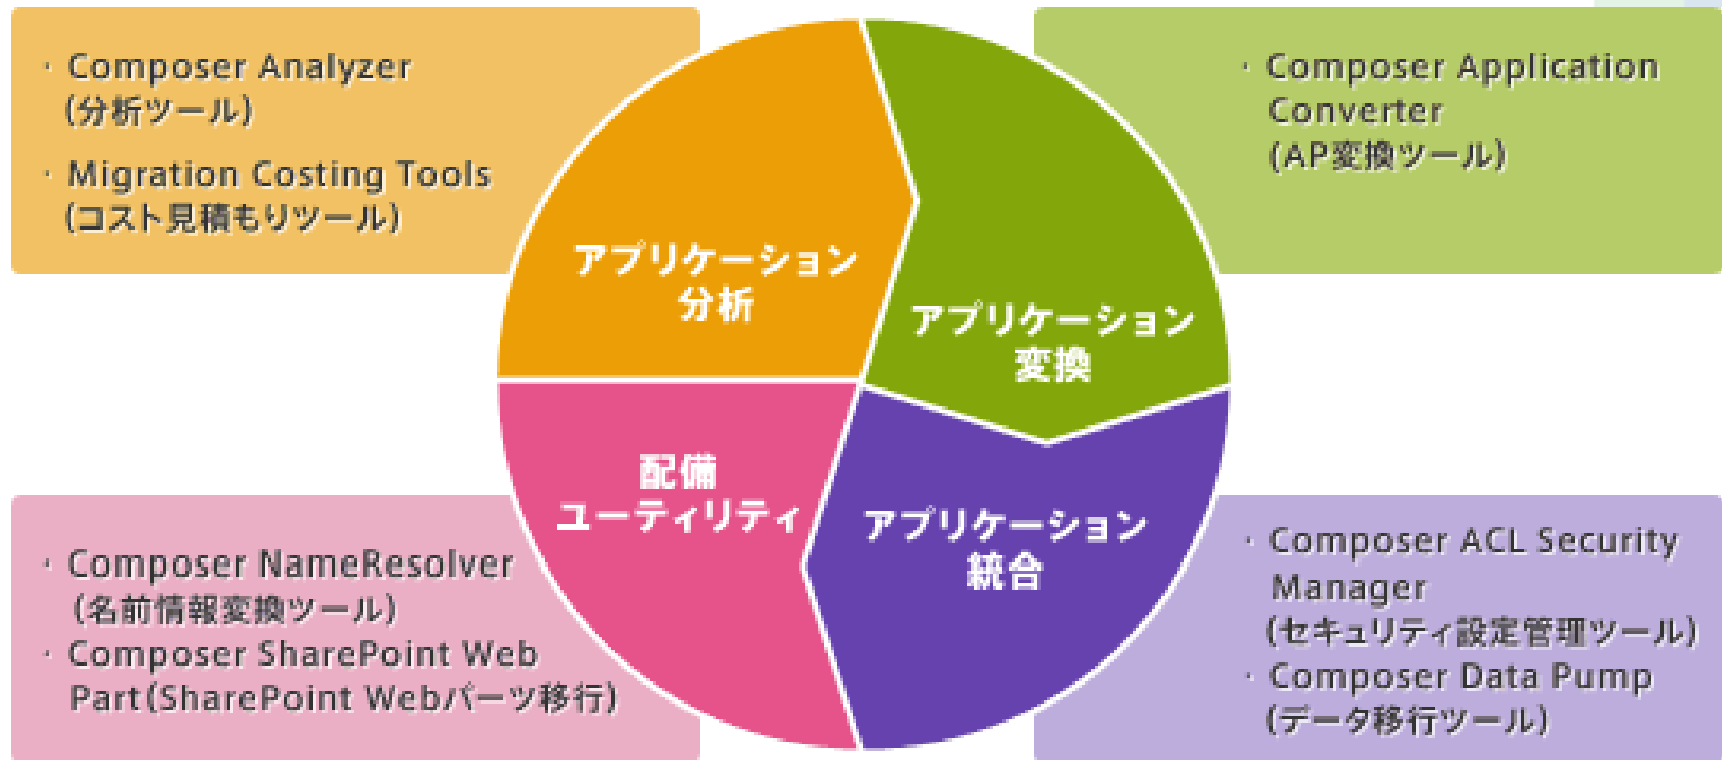 ・Composer Analyzer
(分析ツール)
・Migration Costing Tools
(コスト見積もりツール)
・Composer Application
Converter
(AP変換ツール)
アプリケーション
分析
アプリケーション
変換
配備
ユーティリティ
アプリケーション
統合
・Composer NameResolver
(名前情報変換ツール)
・Composer SharePoint Web
Part(SharePoint Webパーツ移行)
・Composer ACL Security
Manager
(セキュリティ設定管理ツール)
・Composer Data Pump
(データ移行ツール)